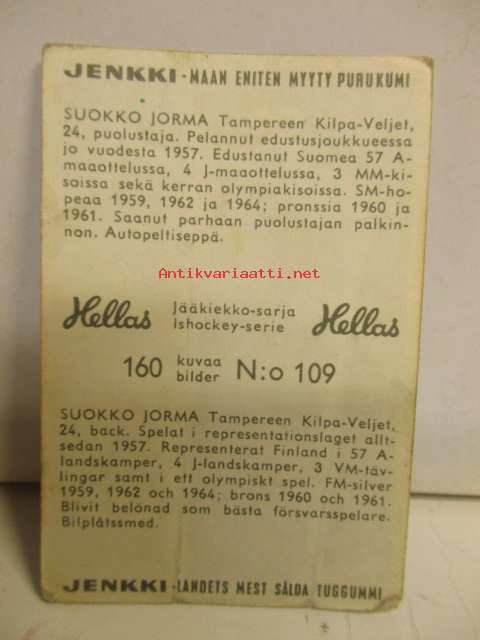 JENKKI - MAAN ENITEN MYYTY PURUKUMI
SUOKKO JORMA Tampereen Kilpa-Veljet,
24, puolustaja. Pelannut edustusjoukkueessa
jo vuodesta 1957. Edustanut Suomea 57 A-
maaottelussa, 4 J-maaottelussa, 3 MM-ki-
soissa sekä kerran olympiakisoissa. SM-ho-
peaa 1959, 1962 ja 1964; pronssia 1960 ja
1961. Saanut parhaan puolustajan palkin-
non. Autopeltiseppä.
Antikvariaatti.net
Hellas Jääkiekko-sarja Hellas
Ishockey-serie
160 kuvaa N:o 109
bilder
SUOKKO JORMA Tampereen Kilpa-Veljet,
24, back. Spelat i representationslaget allt-
sedan 1957. Representerat Finland i 57 A-
landskamper, 4 J-landskamper, 3 VM-täv-
lingar samt i ett olympiskt spel. FM-silver
1959, 1962 och 1964; brons 1960 och 1961.
Blivit belönad som bästa försvarsspelare.
Bilplåtssmed.
JENKKI - LANDETS MEST SÅLDA TUGGUMMI